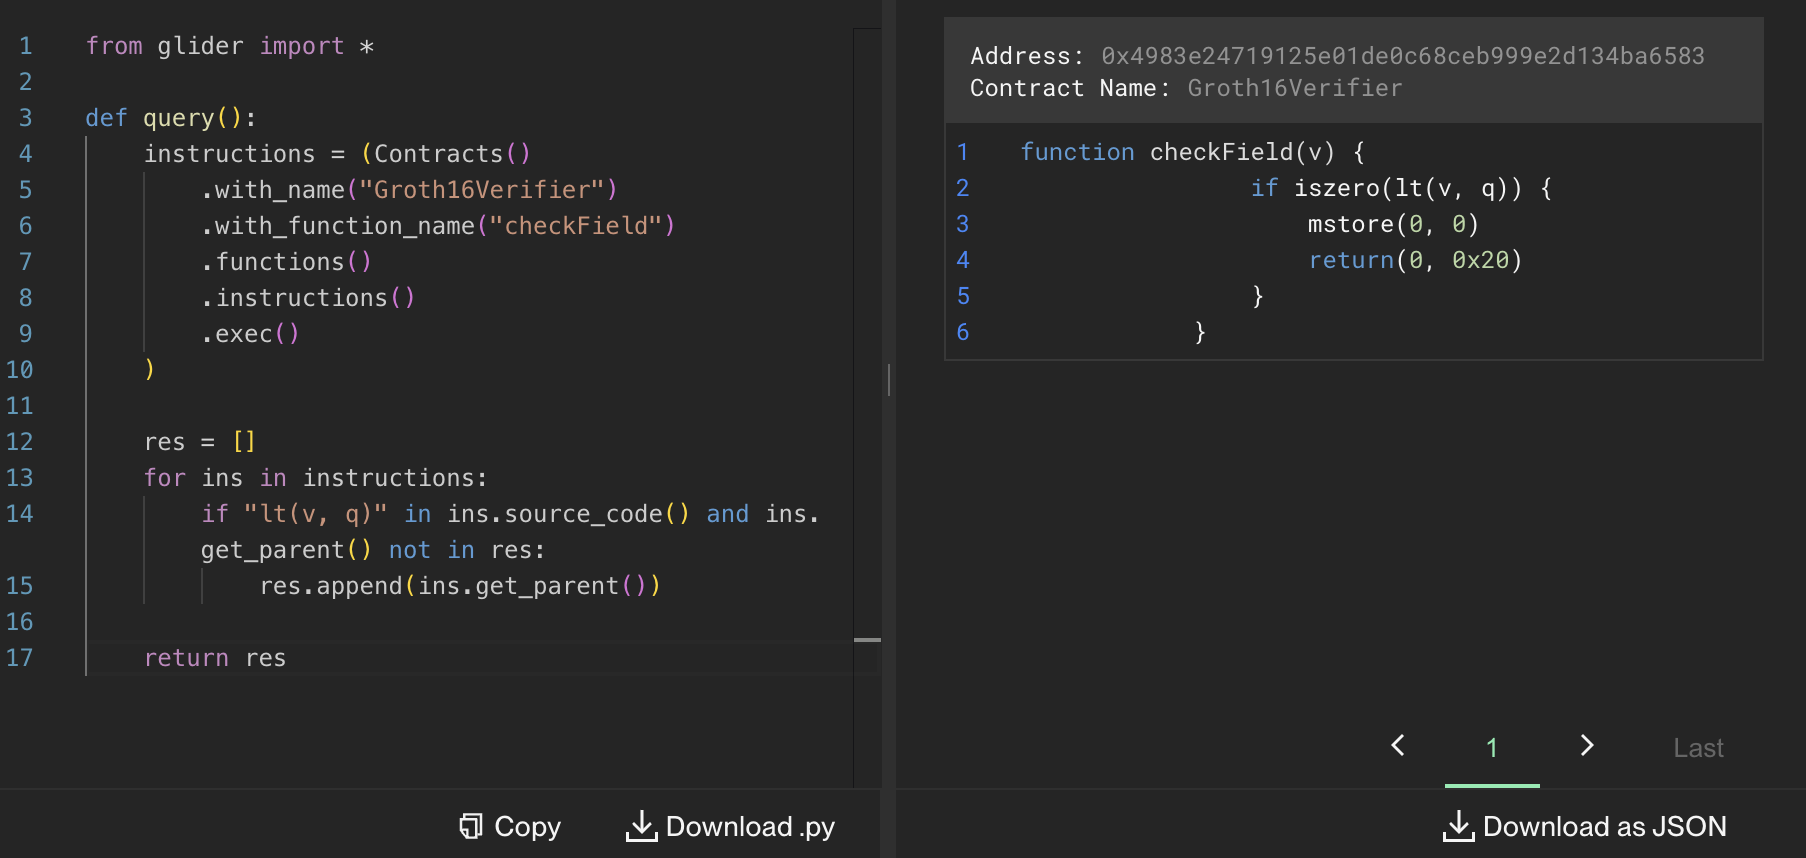 1 from glider import *
2
3 def query():
4 instructions = (Contracts()
5 .with_name("Groth16Verifier")
6 .with_function_name("checkField")
7 .functions()
8 .instructions()
9 .exec()
10 )
11
12 res = []
13 for ins in instructions:
14 if "lt(v, q)" in ins.source_code() and ins.
get_parent() not in res:
15 res.append(ins.get_parent())
16
17 return res
Copy
Download .py
Address: 0x4983e24719125e01de0c68ceb999e2d134ba6583
Contract Name: Groth16Verifier
1 function checkField(v) {
2 if iszero(lt(v, q)) {
3 mstore(0, 0)
4 return(0, 0x20)
5 }
6 }
1
Last
Download as JSON